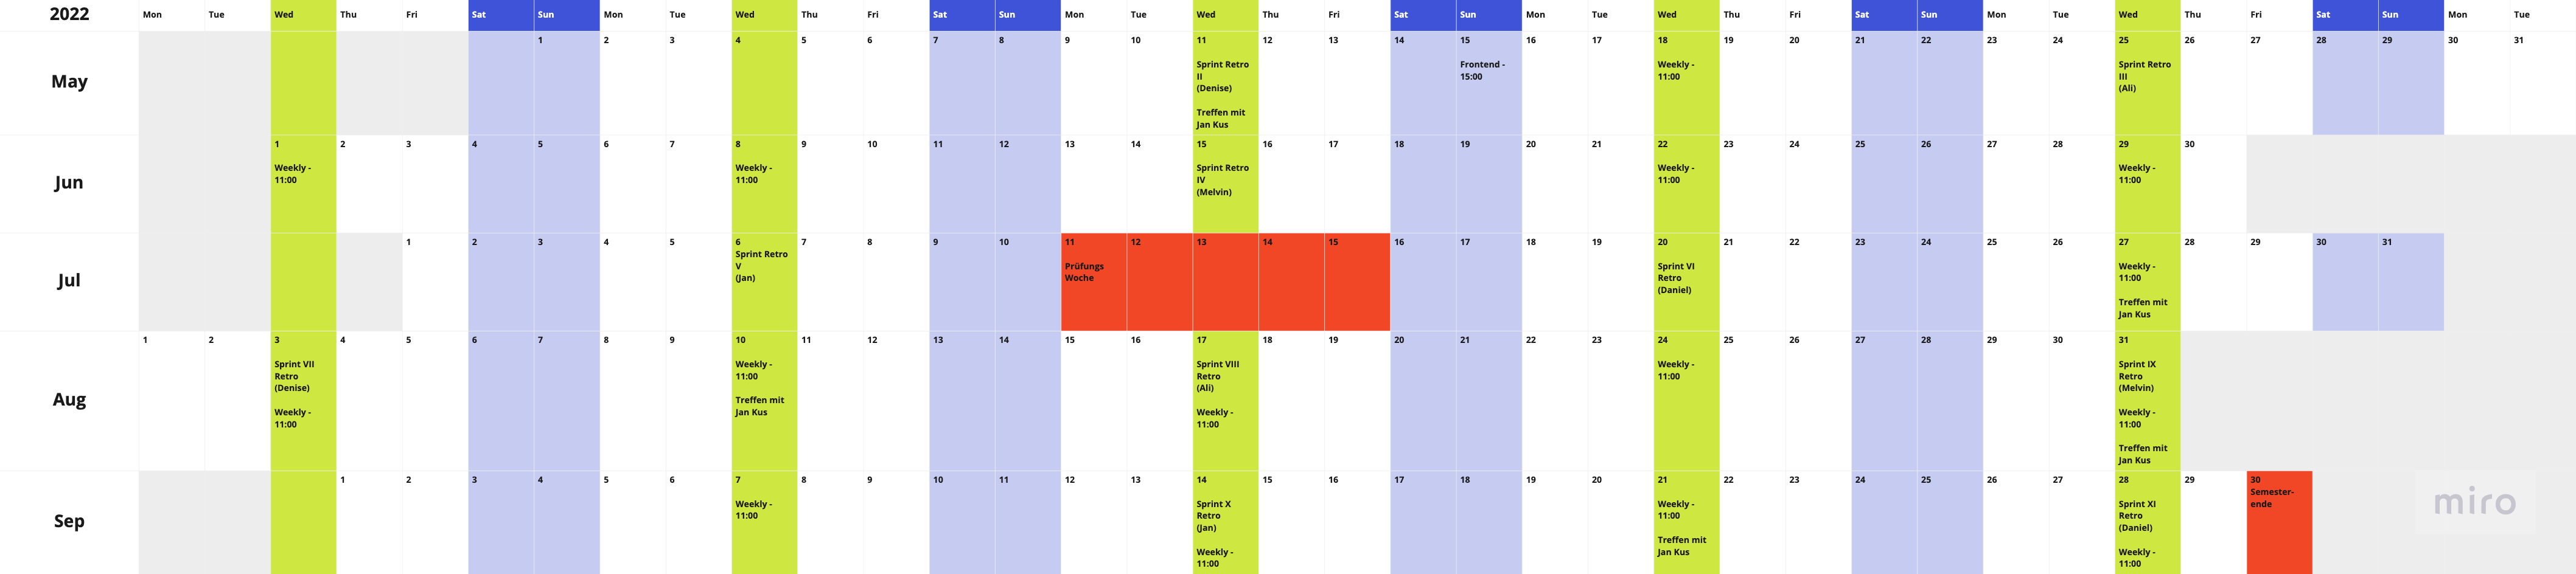 2022 Mon Tue Wed Thu Fri Sat Sun Mon Tue Wed Thu Fri Sat Sun Mon Tue Wed Thu Fri Sat Sun Mon Tue Wed Thu Fri Sat Sun Mon Tue Wed Thu Fri Sat Sun Mon Tue
May
1 2 3 4 5 6 7 8 9 10 11 12 13 14 15 16 17 18 19 20 21 22 23 24 25 26 27 28 29 30 31
Sprint Retro
II
(Denise)
Treffen mit
Jan Kus
Frontend -
15:00
Weekly -
11:00
Sprint Retro
III
(Ali)
Jun
1 2 3 4 5 6 7 8 9 10 11 12 13 14 15 16 17 18 19 20 21 22 23 24 25 26 27 28 29 30
Weekly -
11:00
Weekly -
11:00
Sprint Retro
IV
(Melvin)
Weekly -
11:00
Weekly -
11:00
Jul
1 2 3 4 5 6 7 8 9 10 11 12 13 14 15 16 17 18 19 20 21 22 23 24 25 26 27 28 29 30 31
Sprint Retro
V
(Jan)
Prüfungs
Woche
Sprint VI
Retro
(Daniel)
Weekly -
11:00
Treffen mit
Jan Kus
Aug
1 2 3 4 5 6 7 8 9 10 11 12 13 14 15 16 17 18 19 20 21 22 23 24 25 26 27 28 29 30 31
Sprint VII
Retro
(Denise)
Weekly -
11:00
Weekly -
11:00
Treffen mit
Jan Kus
Sprint VIII
Retro
(Ali)
Weekly -
11:00
Weekly -
11:00
Sprint IX
Retro
(Melvin)
Weekly -
11:00
Treffen mit
Jan Kus
Sep
1 2 3 4 5 6 7 8 9 10 11 12 13 14 15 16 17 18 19 20 21 22 23 24 25 26 27 28 29 30
Weekly -
11:00
Sprint X
Retro
(Jan)
Weekly -
11:00
Weekly -
11:00
Treffen mit
Jan Kus
Sprint XI
Retro
(Daniel)
Weekly -
11:00
Semester-
ende
miro